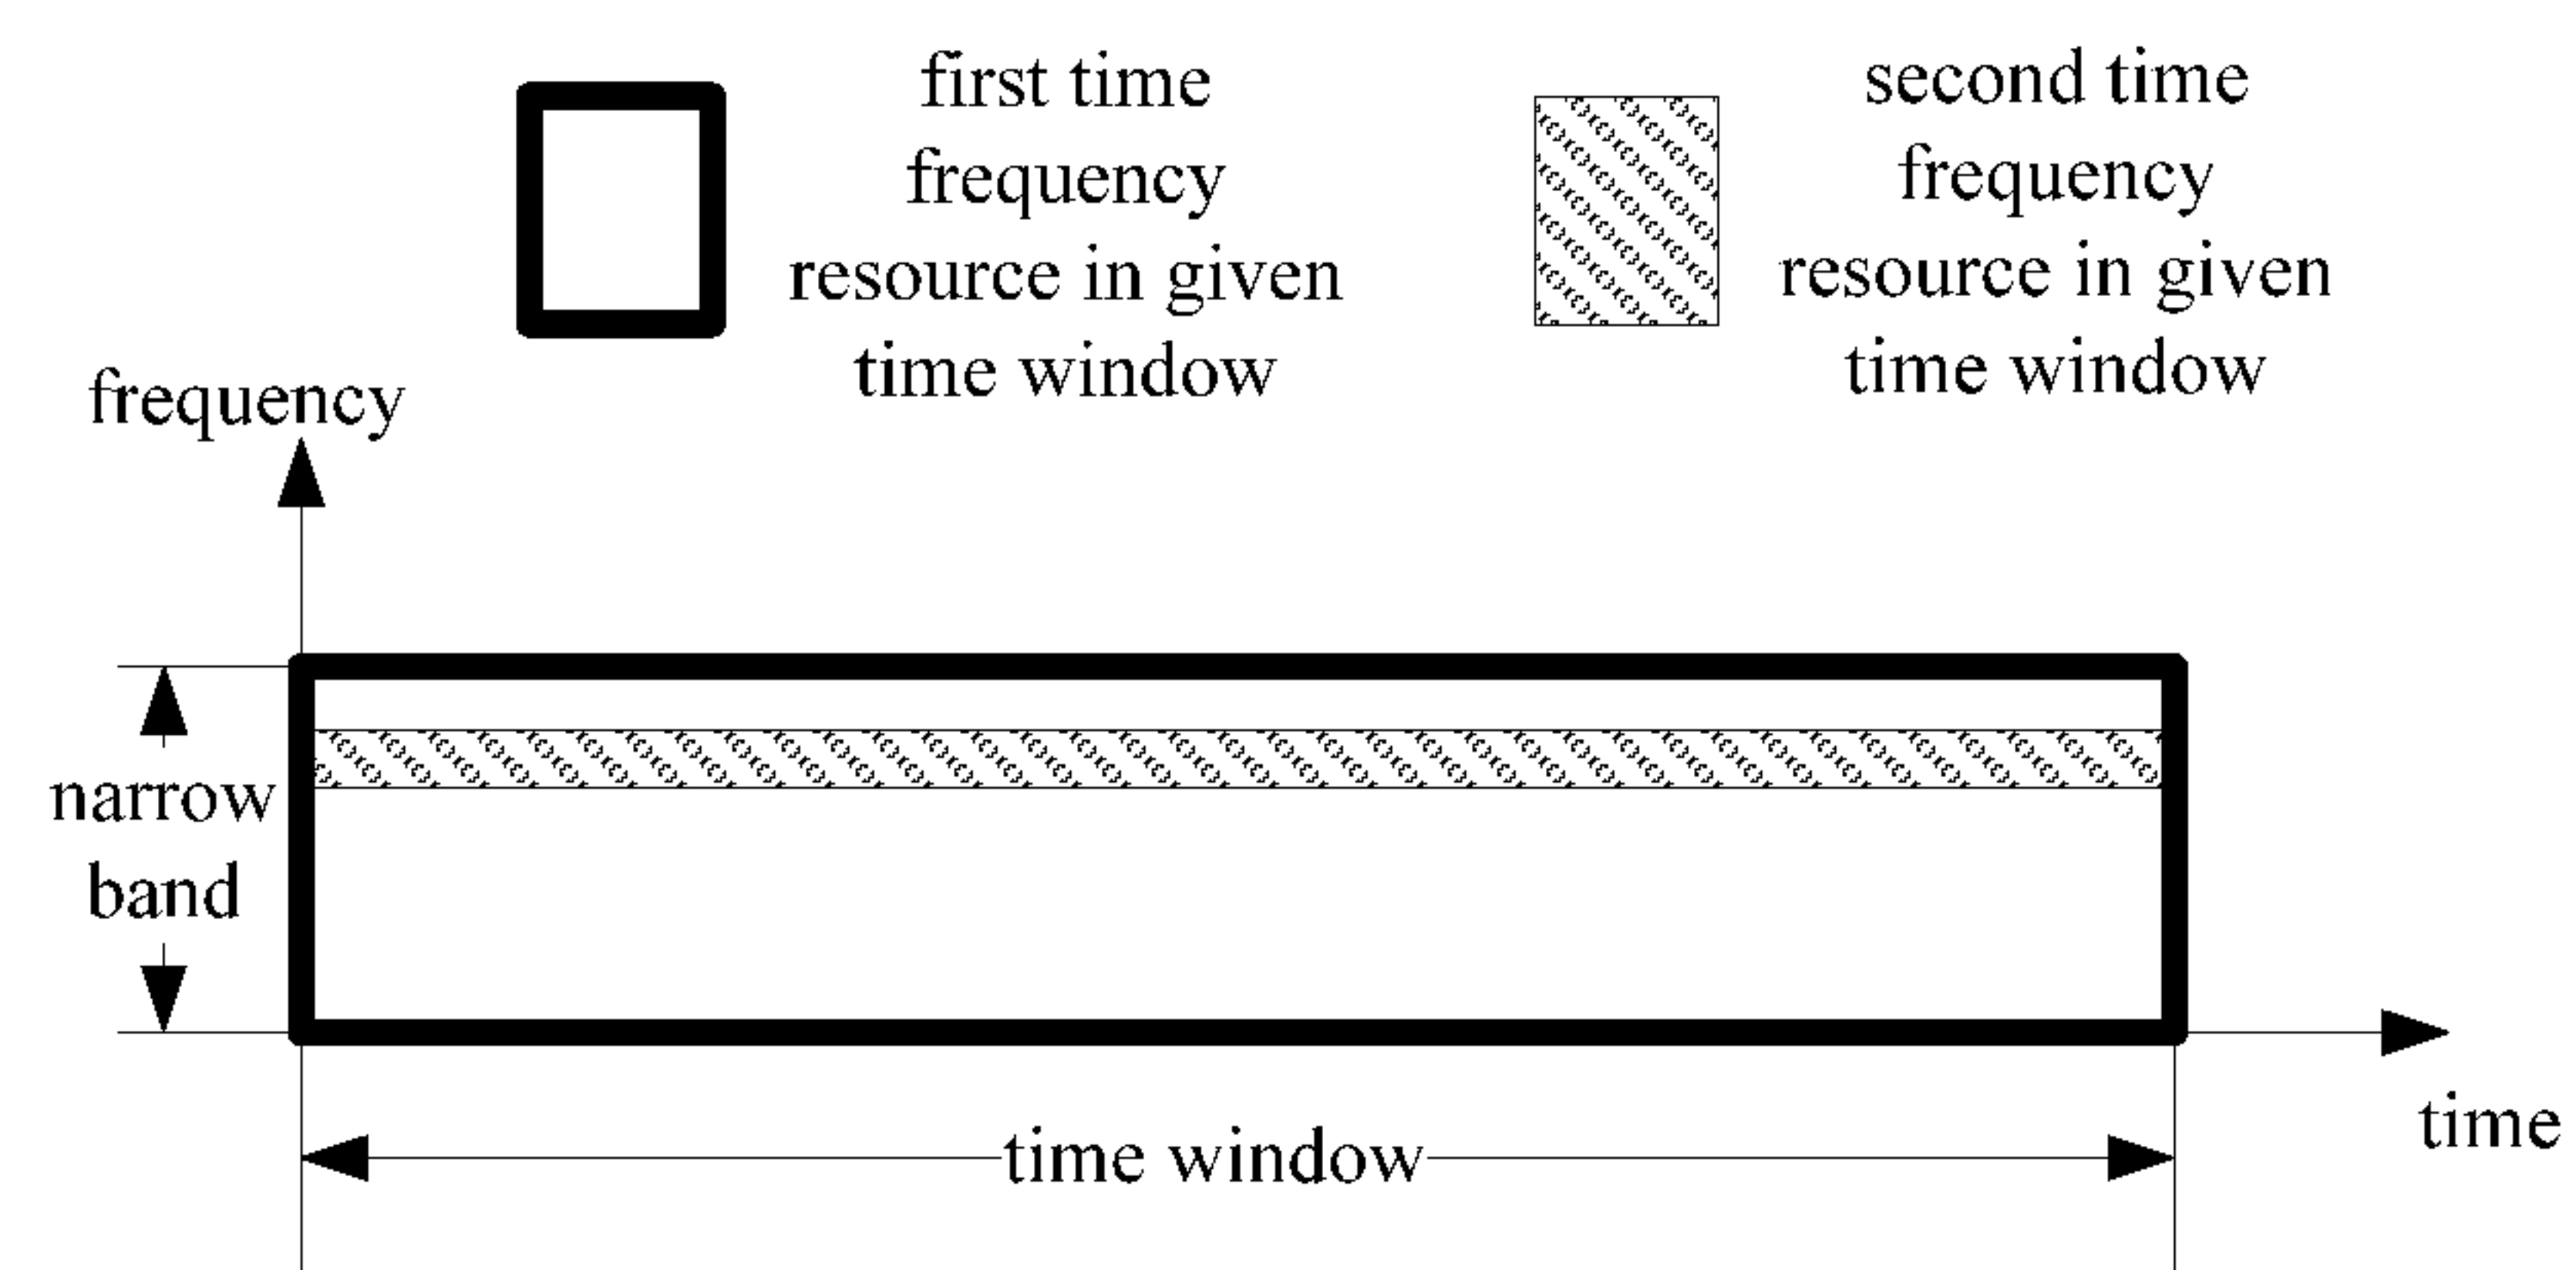 first time
frequency
resource in given
time window
second time
frequency
resource in given
time window
frequency
narrow
band
time
time window